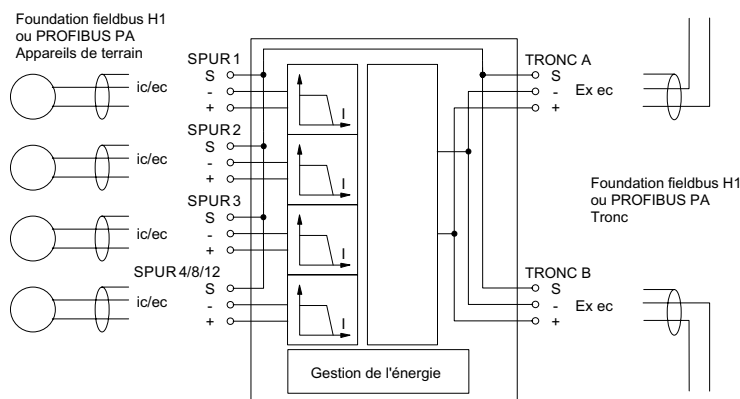 Foundation fieldbus H1
ou PROFIBUS PA
Appareils de terrain
SPUR 1
S
-
+
ic/ec
SPUR 2
-
+
ic/ec
SPUR 3
S
-
+
ic/ec
SPUR 4/8/12
S
-
+
ic/ec
I
I
I
I
Gestion de l'énergie
TRONC A
S
-
+
Ex ec
Foundation fieldbus H1
ou PROFIBUS PA
Tronc
TRONC B
S
-
+
Ex ec